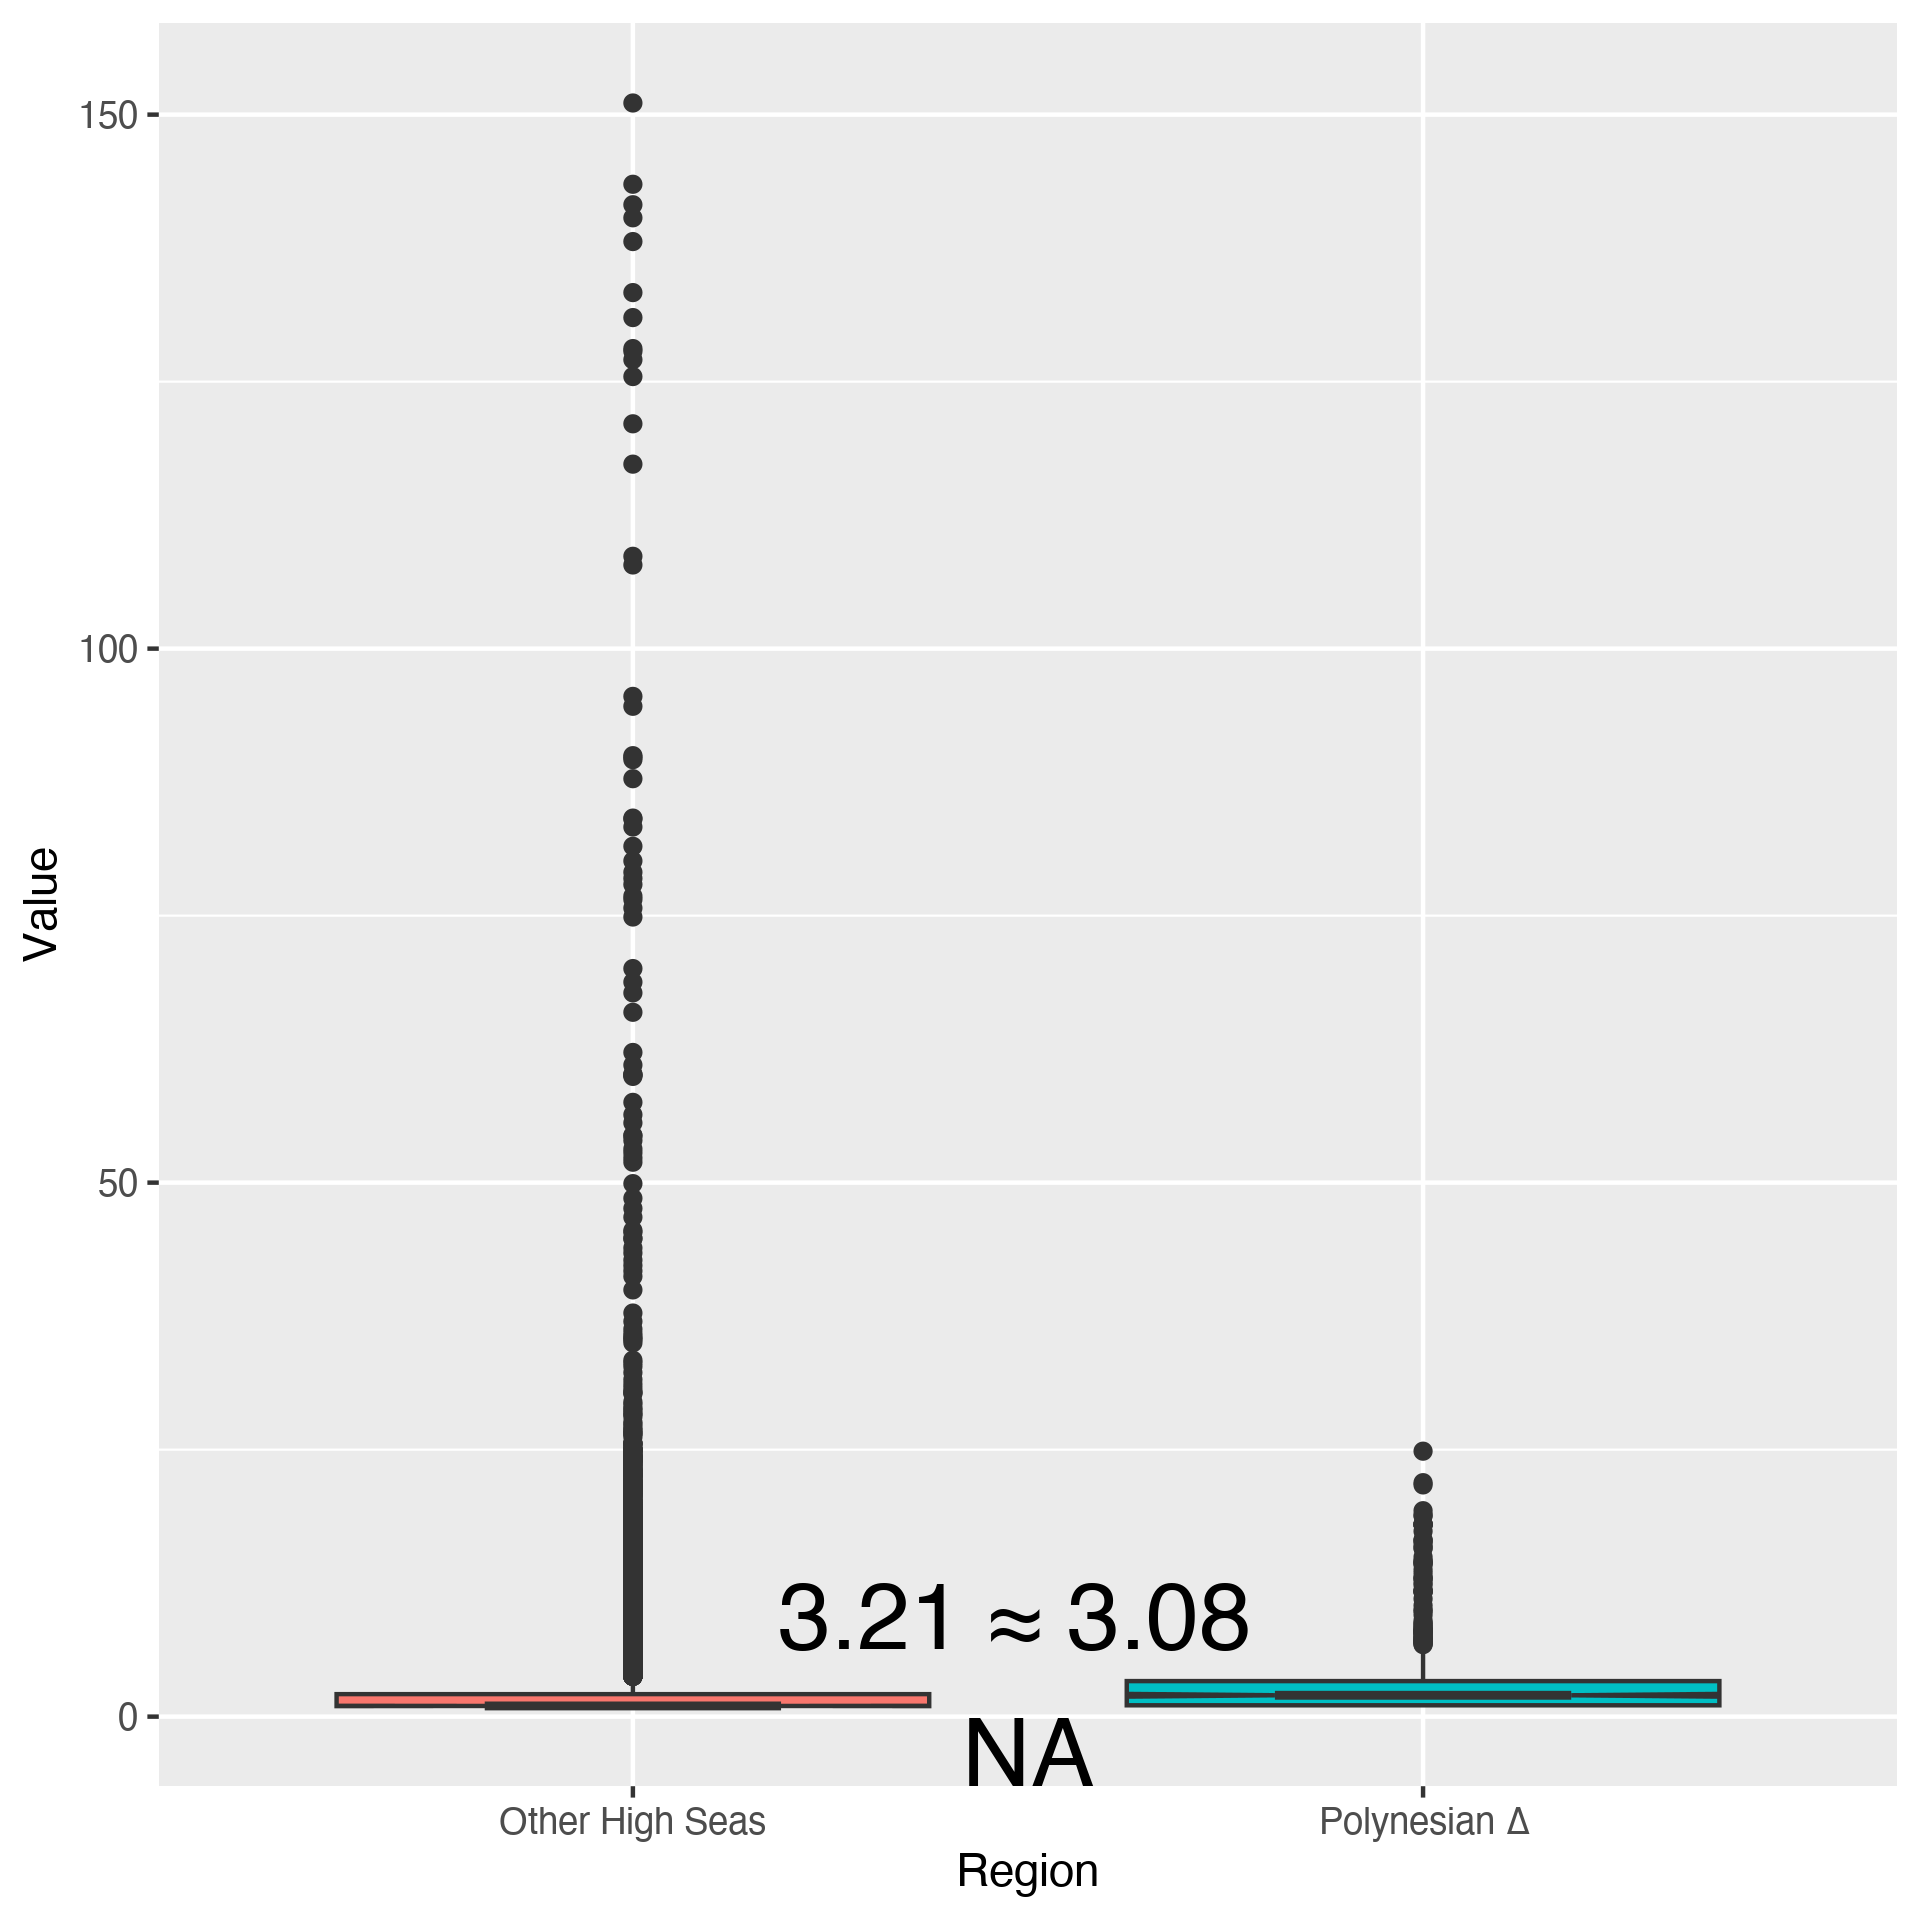 150
100
50
0
Value
3.21 ≈ 3.08
NA
Other High Seas
Polynesian Δ
Region